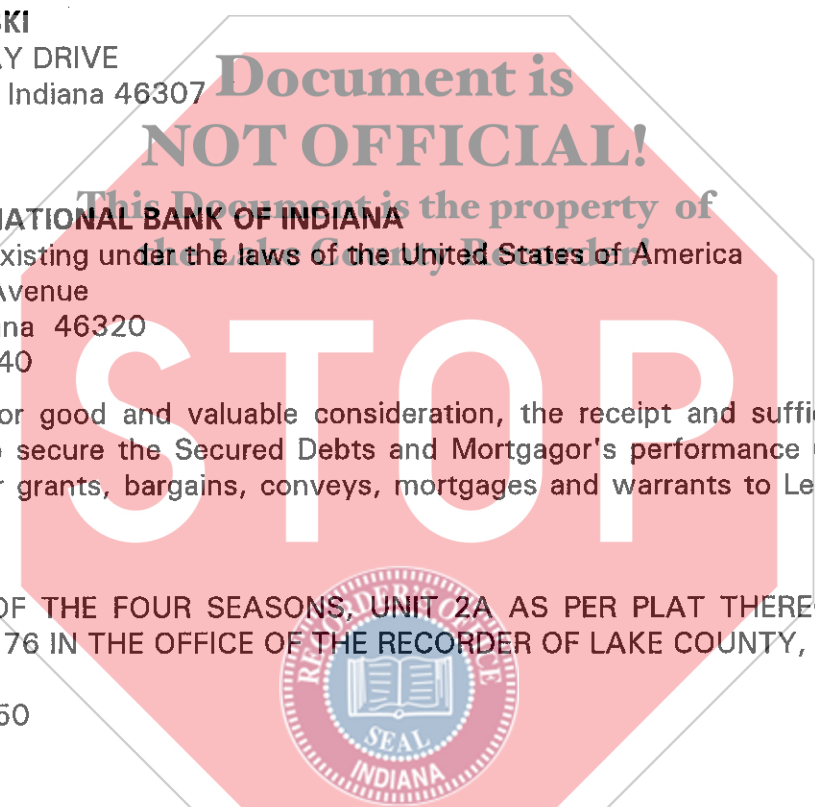 SKI
AY DRIVE
Indiana 46307
Document is
NOT OFFICIAL!
This Document is the property of
the Lake County Recorder!
NATIONAL BANK OF INDIANA
existing under the laws of the United States of America
Avenue
ana 46320
40
STOP
or good and valuable consideration, the receipt and suffic
o secure the Secured Debts and Mortgagor's performance
r grants, bargains, conveys, mortgages and warrants to Le
OF THE FOUR SEASONS, UNIT 2A AS PER PLAT THERE
76 IN THE OFFICE OF THE RECORDER OF LAKE COUNTY,
50
RECORDER'S OFFICE
SEAL
INDIANA